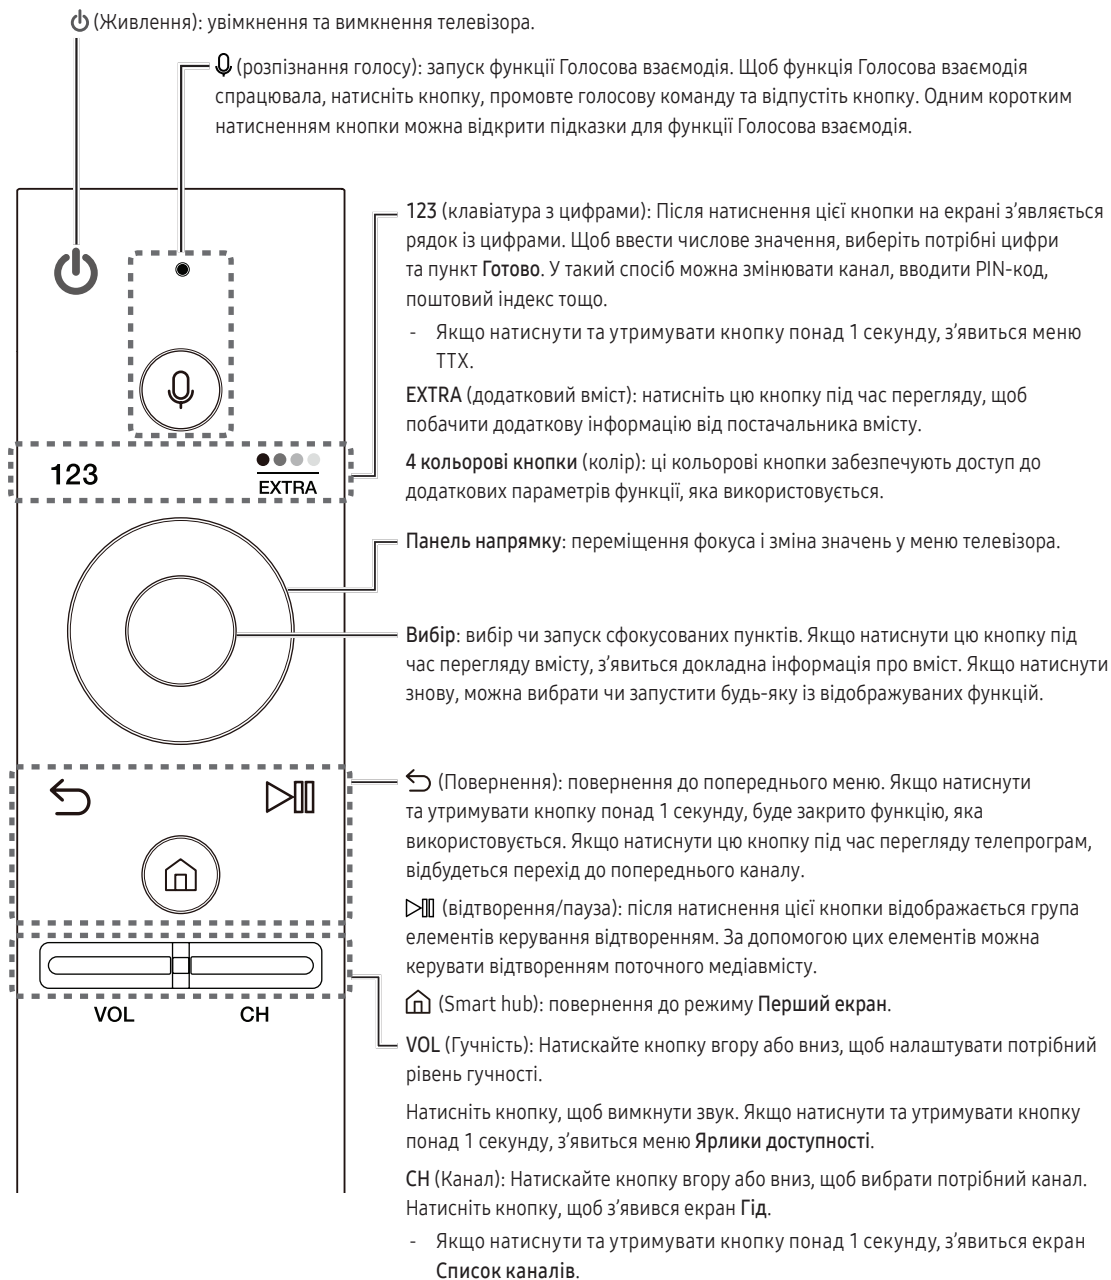 (Живлення): увімкнення та вимкнення телевізора.
(розпізнання голосу): запуск функції Голосова взаємодія. Щоб функція Голосова взаємодія
спрацювала, натисніть кнопку, промовте голосову команду та відпустіть кнопку. Одним коротким
натисненням кнопки можна відкрити підказки для функції Голосова взаємодія.
123 (клавіатура з цифрами): Після натиснення цієї кнопки на екрані з’являється
рядок із цифрами. Щоб ввести числове значення, виберіть потрібні цифри
та пункт Готово. У такий спосіб можна змінювати канал, вводити PIN-код,
поштовий індекс тощо.
- Якщо натиснути та утримувати кнопку понад 1 секунду, з’явиться меню
TTX.
EXTRA (додатковий вміст): натисніть цю кнопку під час перегляду, щоб
побачити додаткову інформацію від постачальника вмісту.
4 кольорові кнопки (колір): ці кольорові кнопки забезпечують доступ до
додаткових параметрів функції, яка використовується.
123
EXTRA
Панель напрямку: переміщення фокуса і зміна значень у меню телевізора.
Вибір: вибір чи запуск сфокусованих пунктів. Якщо натиснути цю кнопку під
час перегляду вмісту, з’явиться докладна інформація про вміст. Якщо натиснути
знову, можна вибрати чи запустити будь-яку із відображуваних функцій.
(Повернення): повернення до попереднього меню. Якщо натиснути
та утримувати кнопку понад 1 секунду, буде закрито функцію, яка
використовується. Якщо натиснути цю кнопку під час перегляду телепрограм,
відбудеться перехід до попереднього каналу.
(відтворення/пауза): після натиснення цієї кнопки відображається група
елементів керування відтворенням. За допомогою цих елементів можна
керувати відтворенням поточного медіавмісту.
(Smart hub): повернення до режиму Перший екран.
VOL
CH
VOL (Гучність): Натискайте кнопку вгору або вниз, щоб налаштувати потрібний
рівень гучності.
Натисніть кнопку, щоб вимкнути звук. Якщо натиснути та утримувати кнопку
понад 1 секунду, з’явиться меню Ярлики доступності.
CH (Канал): Натискайте кнопку вгору або вниз, щоб вибрати потрібний канал.
Натисніть кнопку, щоб з’явився екран Гід.
- Якщо натиснути та утримувати кнопку понад 1 секунду, з’явиться екран
Список каналів.